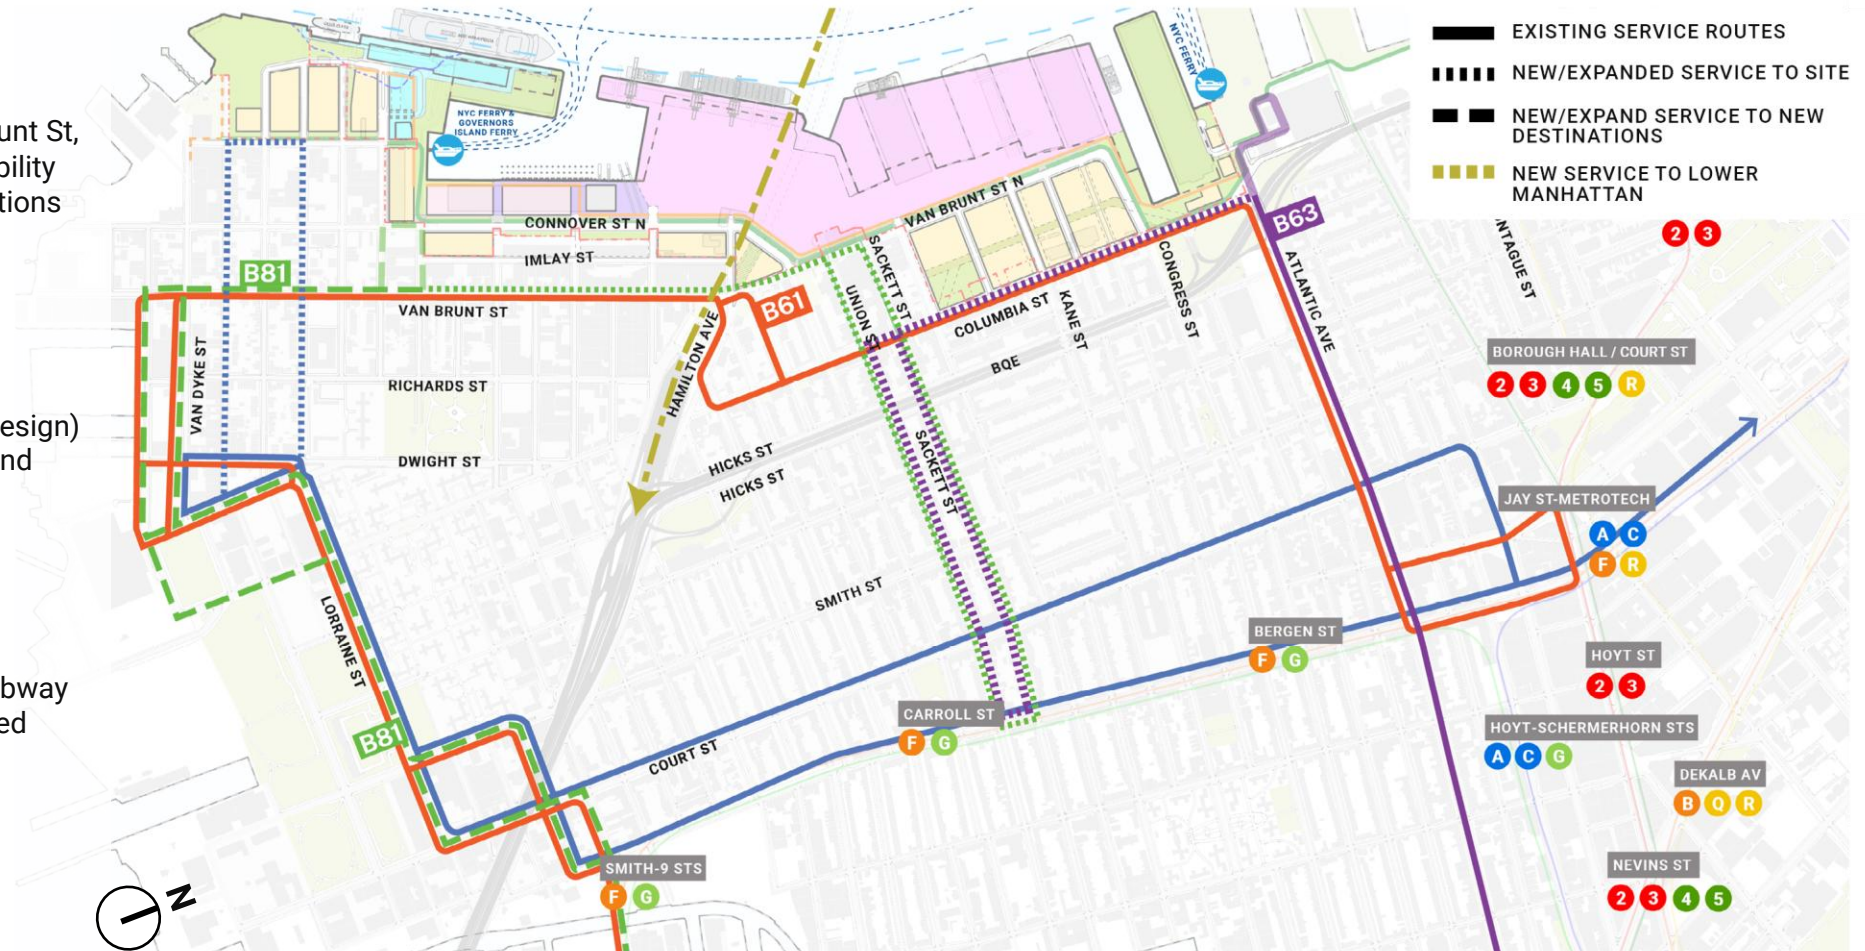 unt St,
bility
tions
esign)
nd
bway
ed
EXISTING SERVICE ROUTES
NEW/EXPANDED SERVICE TO SITE
NEW/EXPAND SERVICE TO NEW
DESTINATIONS
NEW SERVICE TO LOWER
MANHATTAN
NYC FERRY &
GOVERNORS
ISLAND FERRY
NYC FERRY
VAN BRUNT ST N
CONNOVER ST N
IMLAY ST
B81
VAN BRUNT ST
B61
B63
UNION ST
SACKETT ST
COLUMBIA ST
KANE ST
CONGRESS ST
ATLANTIC AVE
NTAGUE ST
2 3
VAN DYKE ST
RICHARDS ST
HAMILTON AVE
BQE
BOROUGH HALL / COURT ST
2 3 4 5 R
DWIGHT ST
HICKS ST
HICKS ST
SACKETT ST
JAY ST-METROTECH
A C
F R
LORRAINE ST
SMITH ST
BERGEN ST
F G
HOYT ST
2 3
B81
COURT ST
CARROLL ST
F G
HOYT-SCHERMERHORN STS
A C G
DEKALB AV
B Q R
SMITH-9 STS
F G
NEVINS ST
2 3 4 5
N